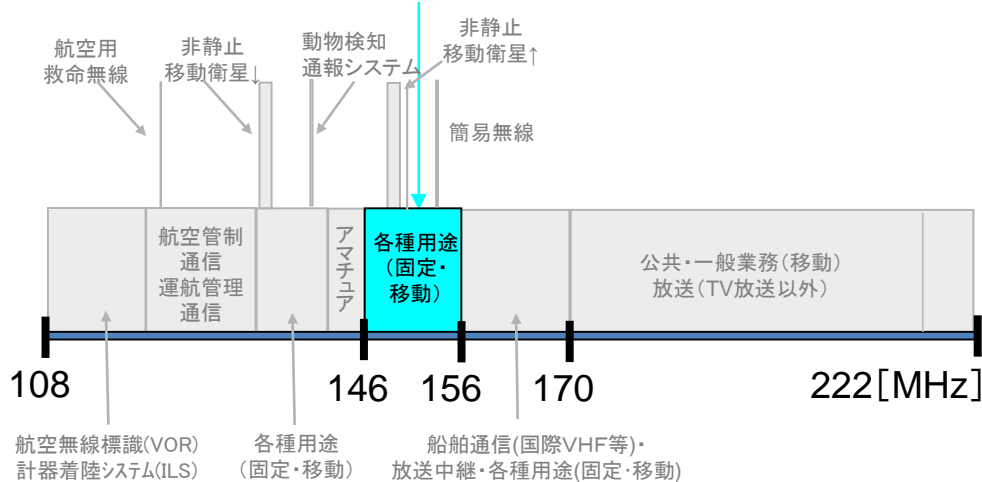 航空用
救命無線
非静止
移動衛星↓
動物検知
通報システム
非静止
移動衛星↑
簡易無線
航空管制
通信
運航管理
通信
アマチュア
各種用途
(固定・
移動)
公共・一般業務(移動)
放送(TV放送以外)
108
146
156
170
222[MHz]
航空無線標識(VOR)
計器着陸システム(ILS)
各種用途
(固定・移動)
船舶通信(国際VHF等)・
放送中継・各種用途(固定・移動)